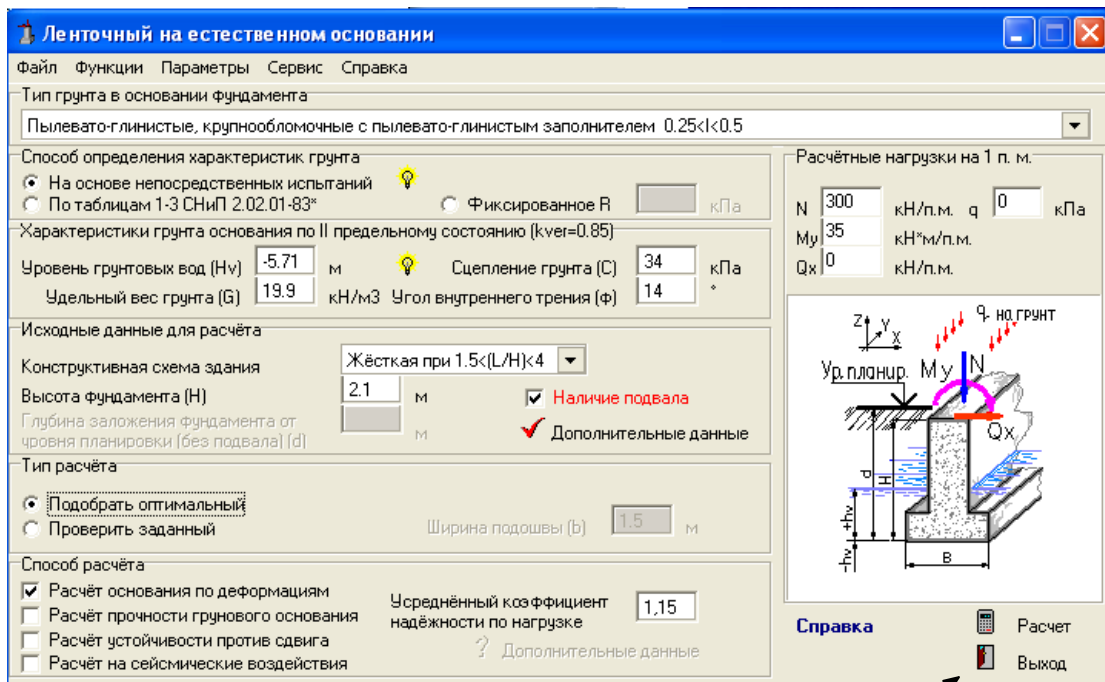 Ленточный на естественном основании
Файл Функции Параметры Сервис Справка
Тип грунта в основании фундамента
Пылевато-глинистые, крупнообломочные с пылевато-глинистым заполнителем 0.25<I<0.5
Способ определения характеристик грунта
На основе непосредственных испытаний
По таблицам 1-3 СНиП 2.02.01-83* Фиксированное R кПа
Характеристики грунта основания по II предельному состоянию (kver=0.85)
Уровень грунтовых вод (Hv) -5.71 м Сцепление грунта (С) 34 кПа
Удельный вес грунта (G) 19.9 кН/м3 Угол внутреннего трения (φ) 14 °
Исходные данные для расчёта
Конструктивная схема здания Жёсткая при 1.5<(L/H)<4
Высота фундамента (H) 2.1 м Наличие подвала
Глубина заложения фундамента от
уровня планировки (без подвала) (d) м Дополнительные данные
Тип расчёта
Подобрать оптимальный
Проверить заданный Ширина подошвы (b) 1.5 м
Способ расчёта
Расчёт основания по деформациям
Расчёт прочности грунового основания
Расчёт устойчивости против сдвига
Расчёт на сейсмические воздействия
Усреднённый коэффициент
надёжности по нагрузке 1,15
? Дополнительные данные
Расчётные нагрузки на 1 п. м.
N 300 кН/п.м. q 0 кПа
My 35 кН*м/п.м.
Qx 0 кН/п.м.
Z Y X q. на грунт
Ур. планир. My N
Qx
d H
+hv
-hv B
Справка Расчет
Выход